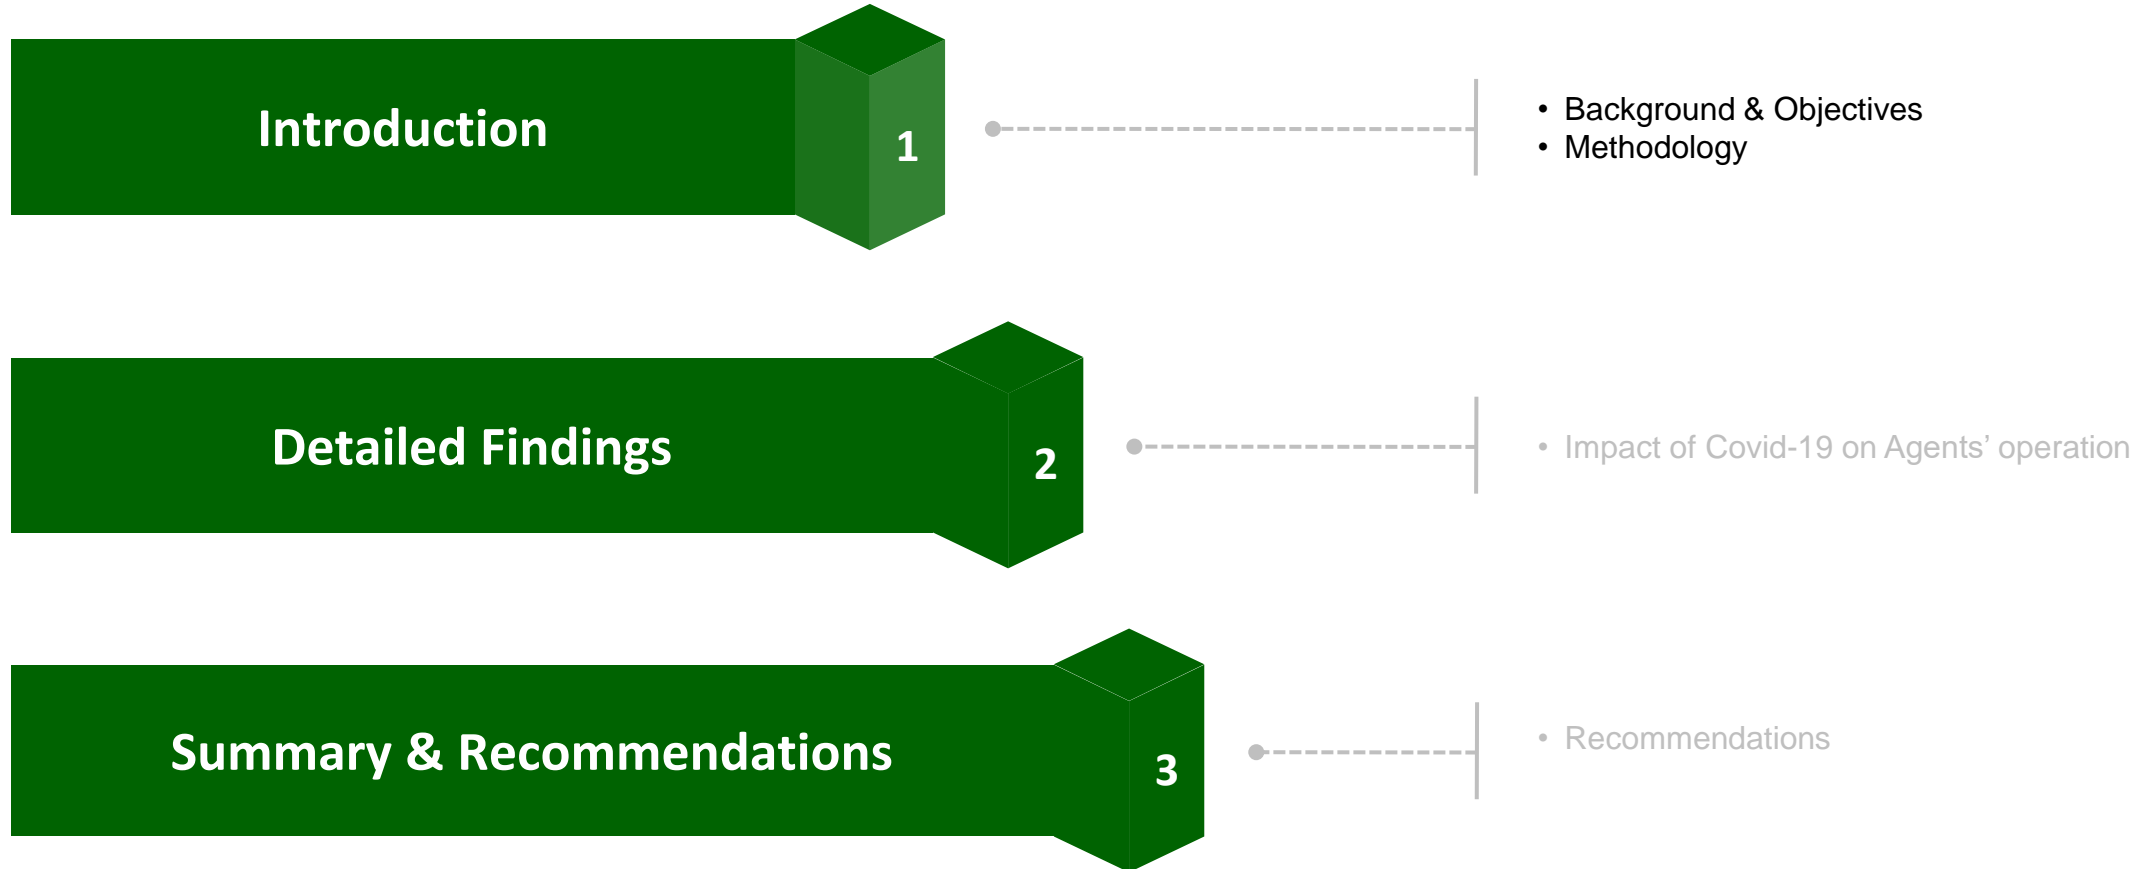 Introduction
1
• Background & Objectives
• Methodology
Detailed Findings
2
• Impact of Covid-19 on Agents’ operation
Summary & Recommendations
3
• Recommendations